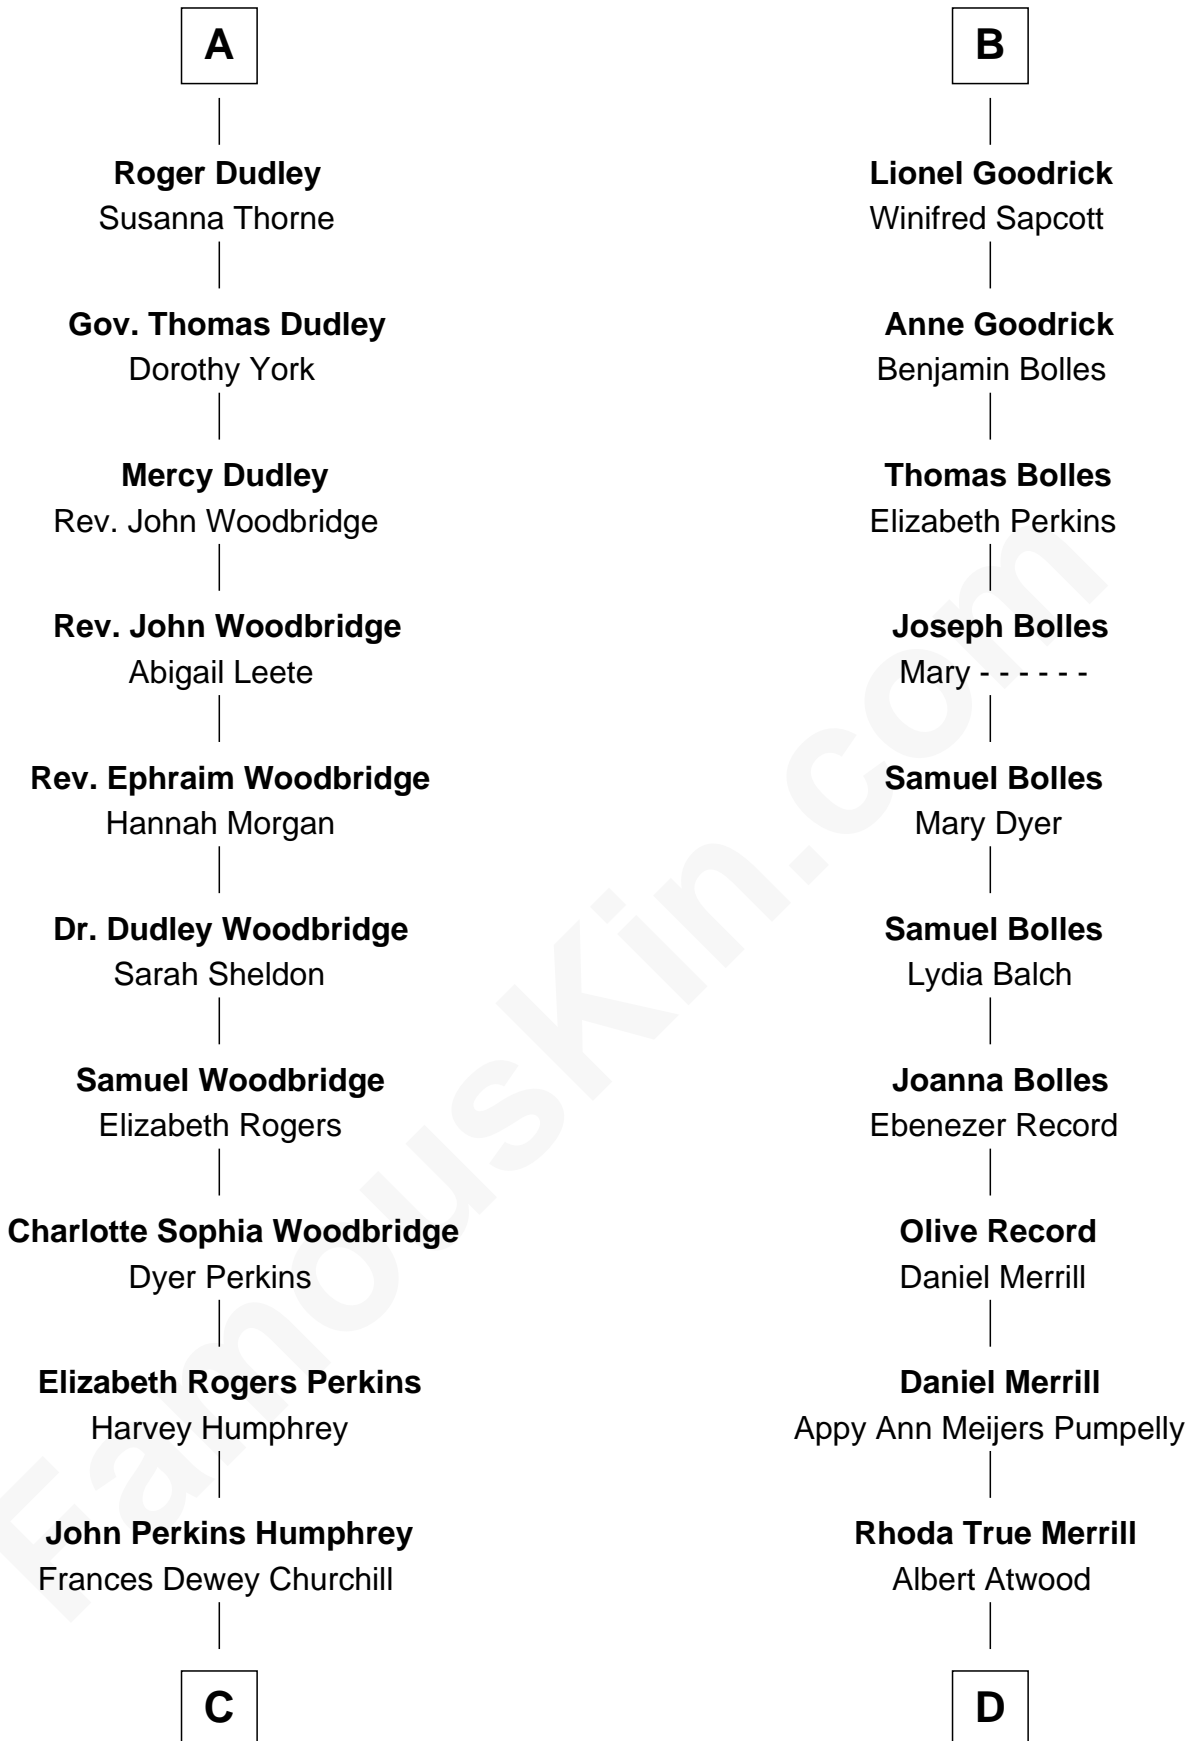 A
Roger Dudley
Susanna Thorne
Gov. Thomas Dudley
Dorothy York
Mercy Dudley
Rev. John Woodbridge
Rev. John Woodbridge
Abigail Leete
Rev. Ephraim Woodbridge
Hannah Morgan
Dr. Dudley Woodbridge
Sarah Sheldon
Samuel Woodbridge
Elizabeth Rogers
Charlotte Sophia Woodbridge
Dyer Perkins
Elizabeth Rogers Perkins
Harvey Humphrey
John Perkins Humphrey
Frances Dewey Churchill
C
B
Lionel Goodrick
Winifred Sapcott
Anne Goodrick
Benjamin Bolles
Thomas Bolles
Elizabeth Perkins
Joseph Bolles
Mary - - - - - -
Samuel Bolles
Mary Dyer
Samuel Bolles
Lydia Balch
Joanna Bolles
Ebenezer Record
Olive Record
Daniel Merrill
Daniel Merrill
Appy Ann Meijers Pumpelly
Rhoda True Merrill
Albert Atwood
D
FamousKin.com